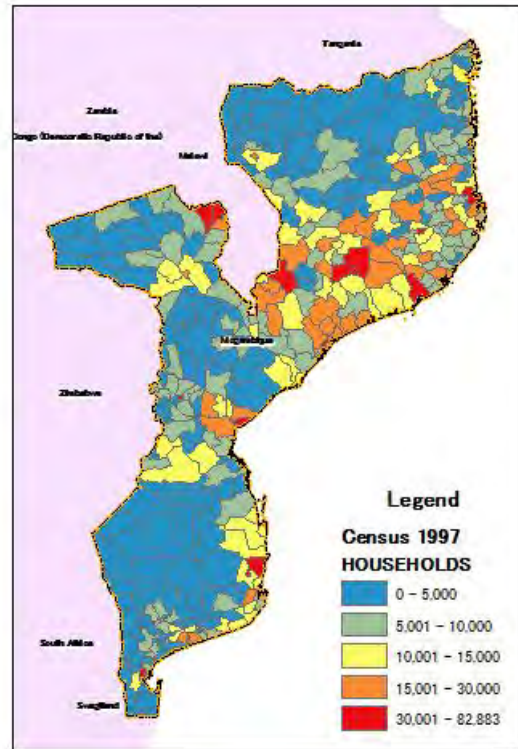 Tanzania
Zambia
Congo (Democratic Republic of the)
Malawi
Mozambique
Zimbabwe
South Africa
Swaziland
Legend
Census 1997
HOUSEHOLDS
0 - 5,000
5,001 - 10,000
10,001 - 15,000
15,001 - 30,000
30,001 - 82.883